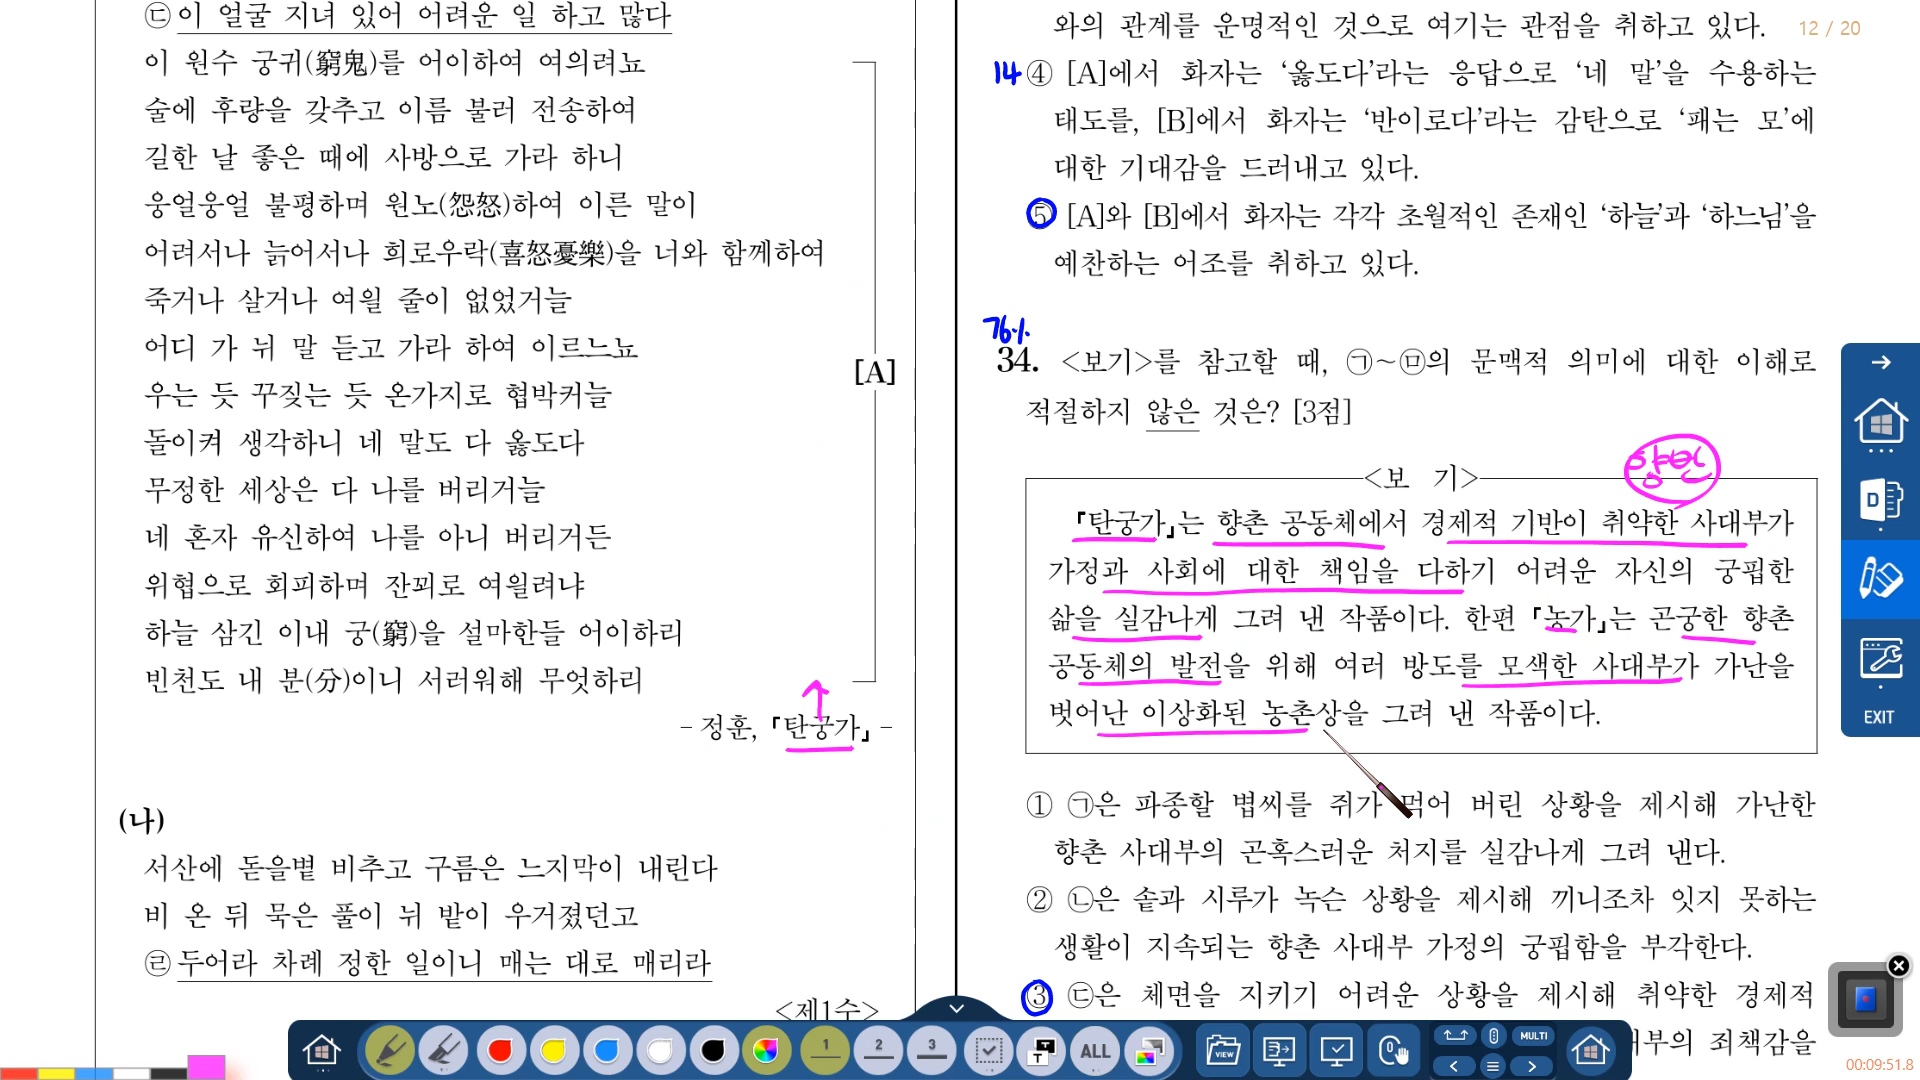 ㉢ 이 얼굴 지녀 있어 어려운 일 하고 많다
이 원수 궁귀(窮鬼)를 어이하여 여의려뇨
술에 후량을 갖추고 이름 불러 전송하여
길한 날 좋은 때에 사방으로 가라 하니
웅얼웅얼 불평하며 원노(怨怒)하여 이른 말이
어려서나 늙어서나 희로우락(喜怒憂樂)을 너와 함께하여
죽거나 살거나 여읠 줄이 없었거늘
어디 가 뉘 말 듣고 가라 하여 이르느뇨
우는 듯 꾸짖는 듯 온가지로 협박커늘
돌이켜 생각하니 네 말도 다 옳도다
무정한 세상은 다 나를 버리거늘
네 혼자 유신하여 나를 아니 버리거든
위협으로 회피하며 잔꾀로 여읠려냐
하늘 삼긴 이내 궁(窮)을 설마한들 어이하리
빈천도 내 분(分)이니 서러워해 무엇하리
[A]
- 정훈, 「탄궁가」 -
(나)
서산에 돋을볕 비추고 구름은 느지막이 내린다
비 온 뒤 묵은 풀이 뉘 밭이 우거졌던고
㉣ 두어라 차례 정한 일이니 매는 대로 매리라
<제1수>
와의 관계를 운명적인 것으로 여기는 관점을 취하고 있다.
12 / 20
14 ④ [A]에서 화자는 ‘옳도다’라는 응답으로 ‘네 말’을 수용하는
태도를, [B]에서 화자는 ‘반이로다’라는 감탄으로 ‘패는 모’에
대한 기대감을 드러내고 있다.
⑤ [A]와 [B]에서 화자는 각각 초월적인 존재인 ‘하늘’과 ‘하느님’을
예찬하는 어조를 취하고 있다.
76%
34. <보기>를 참고할 때, ㉠~㉤의 문맥적 의미에 대한 이해로
적절하지 않은 것은? [3점]
양반
<보 기>
「탄궁가」는 향촌 공동체에서 경제적 기반이 취약한 사대부가
가정과 사회에 대한 책임을 다하기 어려운 자신의 궁핍한
삶을 실감나게 그려 낸 작품이다. 한편 「농가」는 곤궁한 향촌
공동체의 발전을 위해 여러 방도를 모색한 사대부가 가난을
벗어난 이상화된 농촌상을 그려 낸 작품이다.
① ㉠은 파종할 볍씨를 쥐가 먹어 버린 상황을 제시해 가난한
향촌 사대부의 곤혹스러운 처지를 실감나게 그려 낸다.
② ㉡은 솥과 시루가 녹슨 상황을 제시해 끼니조차 잇지 못하는
생활이 지속되는 향촌 사대부 가정의 궁핍함을 부각한다.
③ ㉢은 체면을 지키기 어려운 상황을 제시해 취약한 경제적
부의 죄책감을
EXIT
1 2 3 T T ALL VIEW MULTI
00:09:51.8